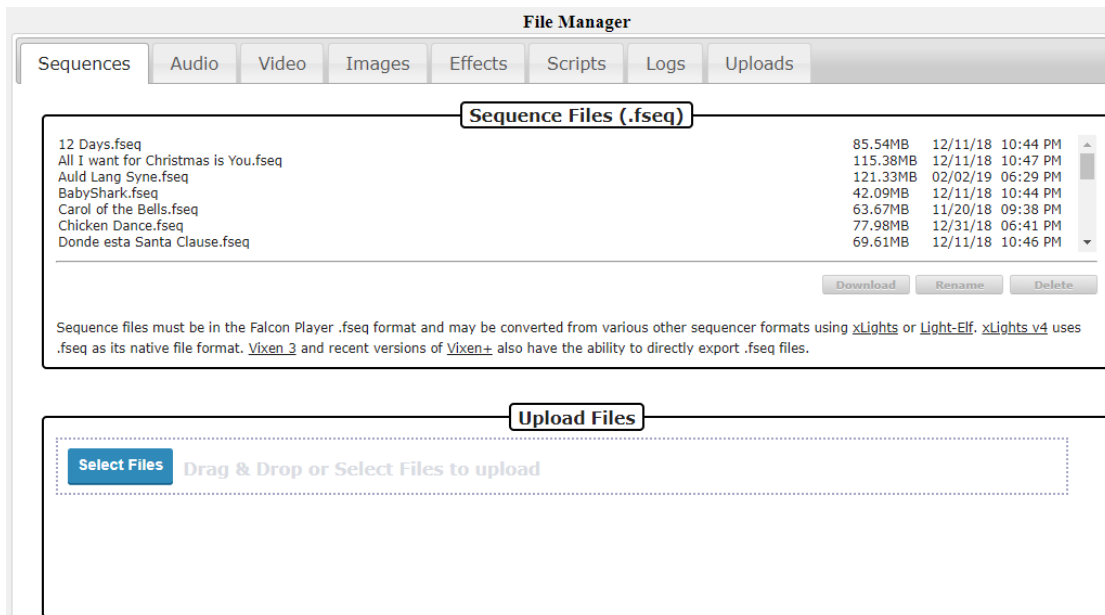 File Manager
Sequences Audio Video Images Effects Scripts Logs Uploads
Sequence Files (.fseq)
12 Days.fseq 85.54MB 12/11/18 10:44 PM
All I want for Christmas is You.fseq 115.38MB 12/11/18 10:47 PM
Auld Lang Syne.fseq 121.33MB 02/02/19 06:29 PM
BabyShark.fseq 42.09MB 12/11/18 10:44 PM
Carol of the Bells.fseq 63.67MB 11/20/18 09:38 PM
Chicken Dance.fseq 77.98MB 12/31/18 06:41 PM
Donde esta Santa Clause.fseq 69.61MB 12/11/18 10:46 PM
Download Rename Delete
Sequence files must be in the Falcon Player .fseq format and may be converted from various other sequencer formats using xLights or Light-Elf. xLights v4 uses
.fseq as its native file format. Vixen 3 and recent versions of Vixen+ also have the ability to directly export .fseq files.
Upload Files
Select Files Drag & Drop or Select Files to upload